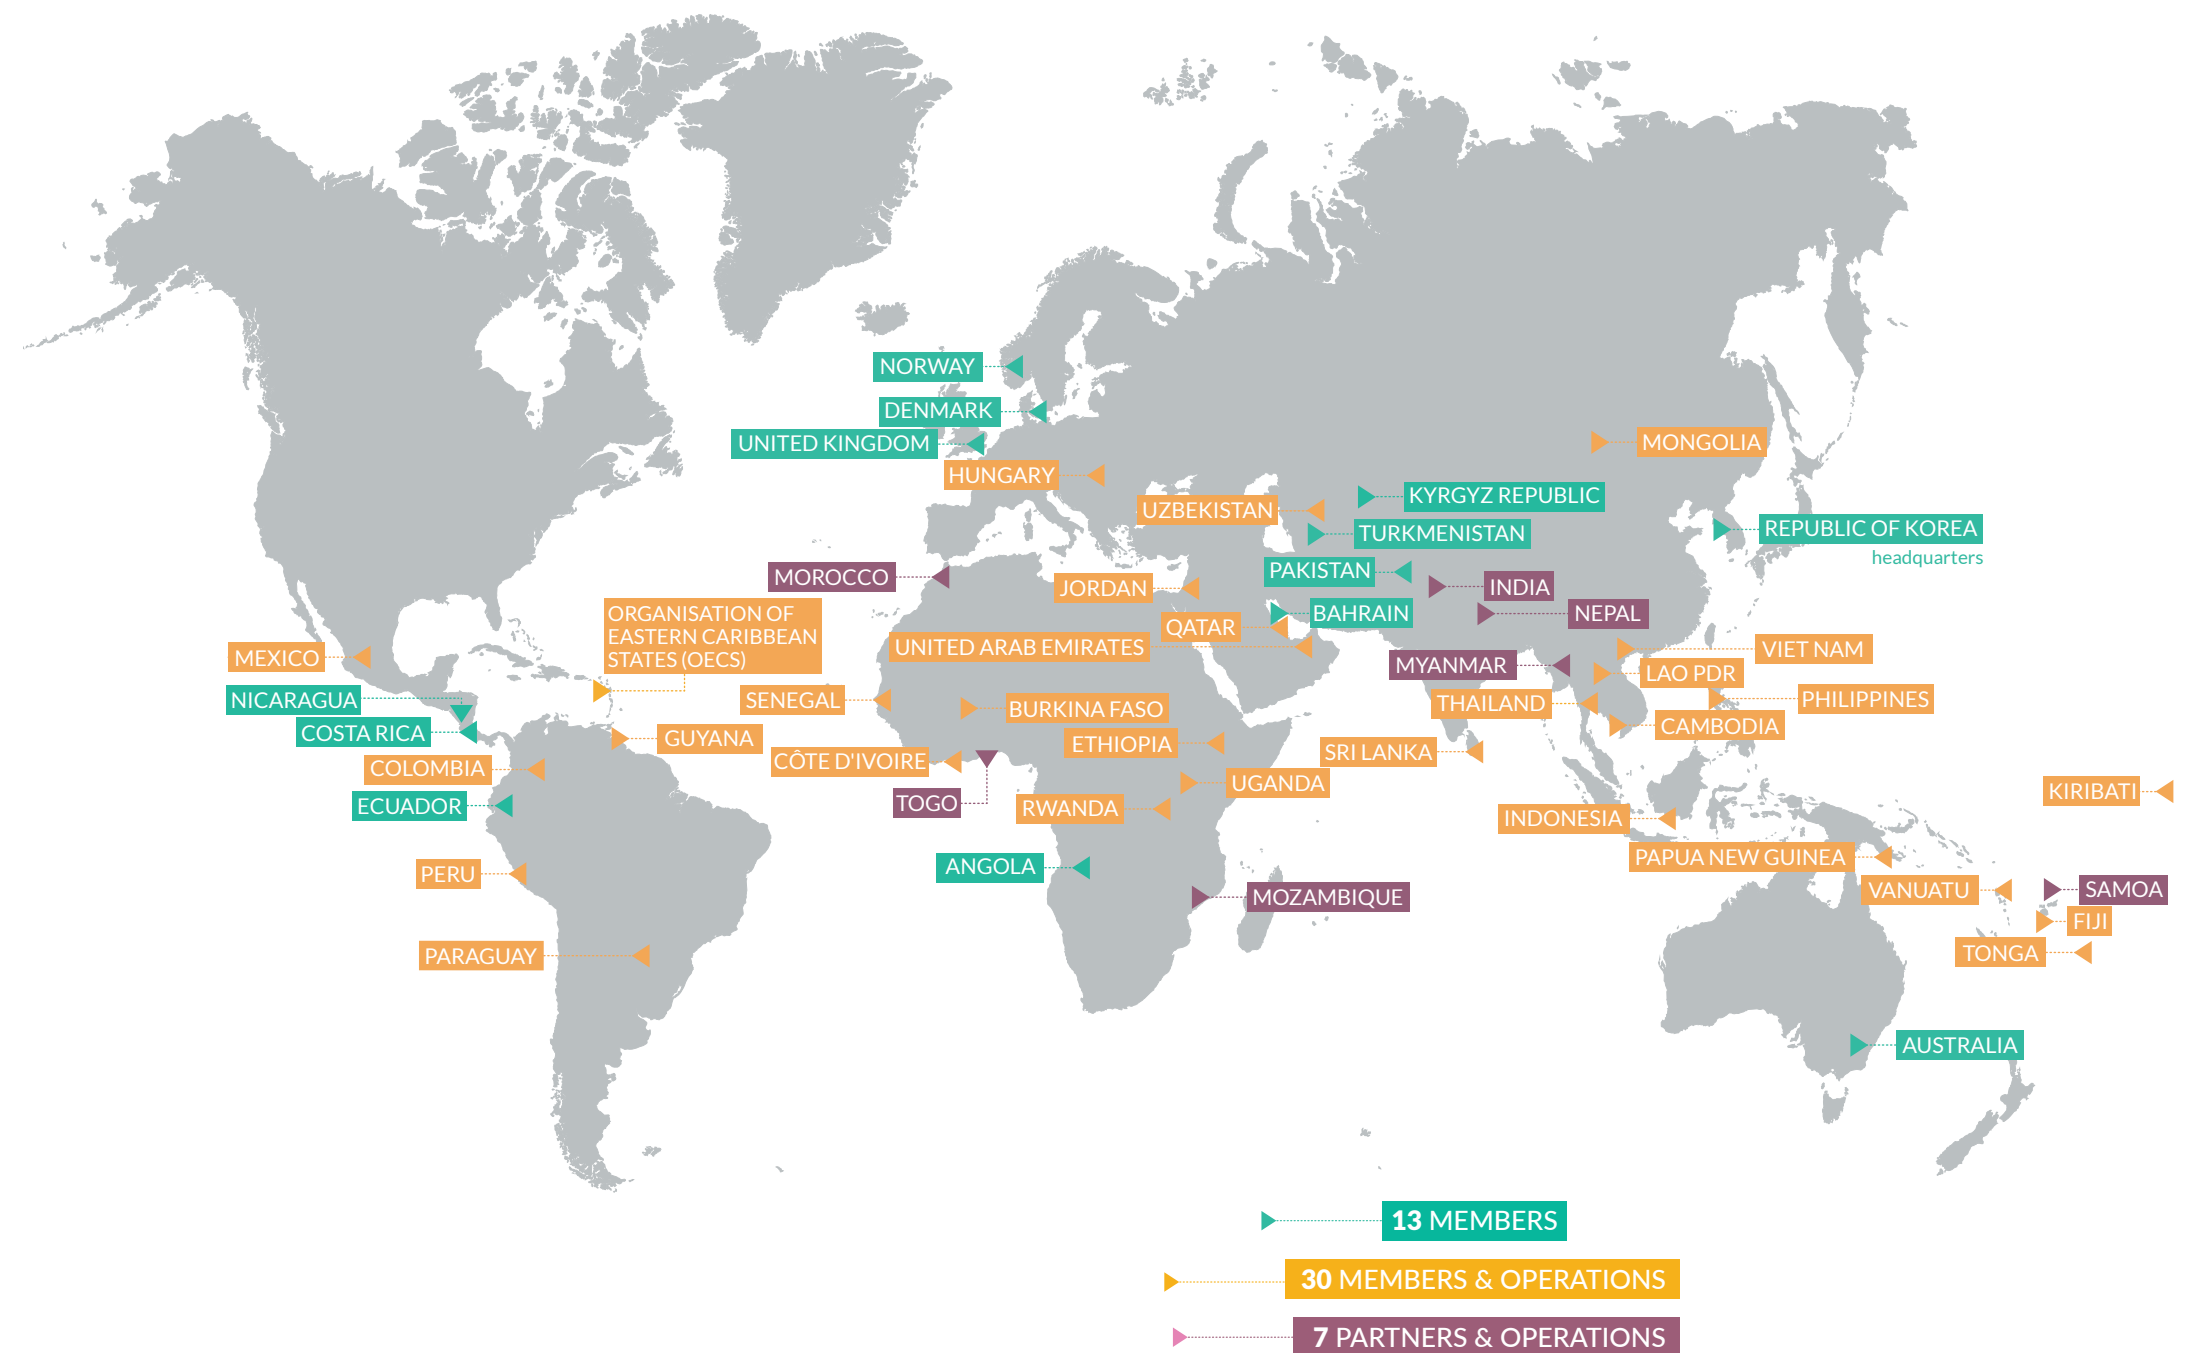 NORWAY
DENMARK
UNITED KINGDOM
HUNGARY
MONGOLIA
UZBEKISTAN
KYRGYZ REPUBLIC
TURKMENISTAN
REPUBLIC OF KOREA
headquarters
MOROCCO
JORDAN
PAKISTAN
INDIA
BAHRAIN
NEPAL
ORGANISATION OF
EASTERN CARIBBEAN
STATES (OECS)
QATAR
UNITED ARAB EMIRATES
MEXICO
MYANMAR
VIET NAM
LAO PDR
NICARAGUA
SENEGAL
BURKINA FASO
THAILAND
PHILIPPINES
COSTA RICA
GUYANA
ETHIOPIA
CAMBODIA
CÔTE D'IVOIRE
SRI LANKA
COLOMBIA
UGANDA
KIRIBATI
ECUADOR
TOGO
RWANDA
INDONESIA
PERU
ANGOLA
PAPUA NEW GUINEA
MOZAMBIQUE
VANUATU
SAMOA
FIJI
PARAGUAY
TONGA
AUSTRALIA
13 MEMBERS
30 MEMBERS & OPERATIONS
7 PARTNERS & OPERATIONS